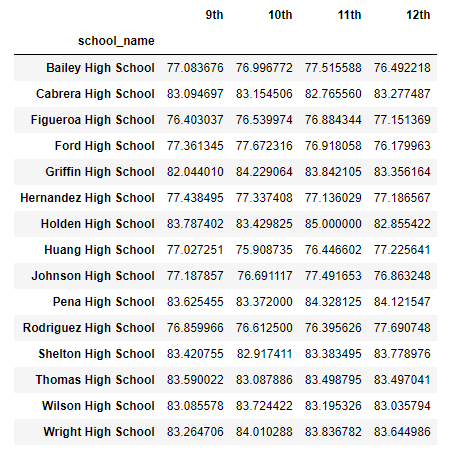 9th 10th 11th 12th
school_name
Bailey High School 77.083676 76.996772 77.515588 76.492218
Cabrera High School 83.094697 83.154506 82.765560 83.277487
Figueroa High School 76.403037 76.539974 76.884344 77.151369
Ford High School 77.361345 77.672316 76.918058 76.179963
Griffin High School 82.044010 84.229064 83.842105 83.356164
Hernandez High School 77.438495 77.337408 77.136029 77.186567
Holden High School 83.787402 83.429825 85.000000 82.855422
Huang High School 77.027251 75.908735 76.446602 77.225641
Johnson High School 77.187857 76.691117 77.491653 76.863248
Pena High School 83.625455 83.372000 84.328125 84.121547
Rodriguez High School 76.859966 76.612500 76.395626 77.690748
Shelton High School 83.420755 82.917411 83.383495 83.778976
Thomas High School 83.590022 83.087886 83.498795 83.497041
Wilson High School 83.085578 83.724422 83.195326 83.035794
Wright High School 83.264706 84.010288 83.836782 83.644986